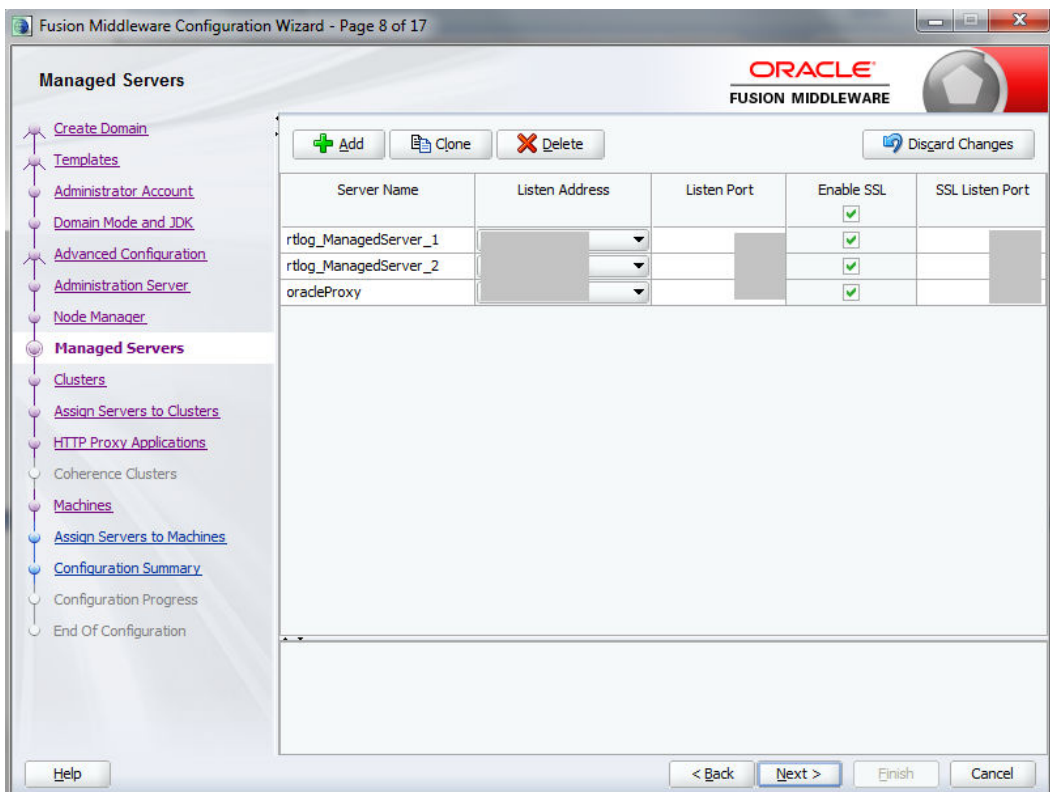 Fusion Middleware Configuration Wizard - Page 8 of 17
Managed Servers
ORACLE
FUSION MIDDLEWARE
Create Domain
Templates
Administrator Account
Domain Mode and JDK
Advanced Configuration
Administration Server
Node Manager
Managed Servers
Clusters
Assign Servers to Clusters
HTTP Proxy Applications
Coherence Clusters
Machines
Assign Servers to Machines
Configuration Summary
Configuration Progress
End Of Configuration
Add Clone Delete Discard Changes
Server Name Listen Address Listen Port Enable SSL SSL Listen Port
rtlog_ManagedServer_1
rtlog_ManagedServer_2
oracleProxy
Help < Back Next > Finish Cancel